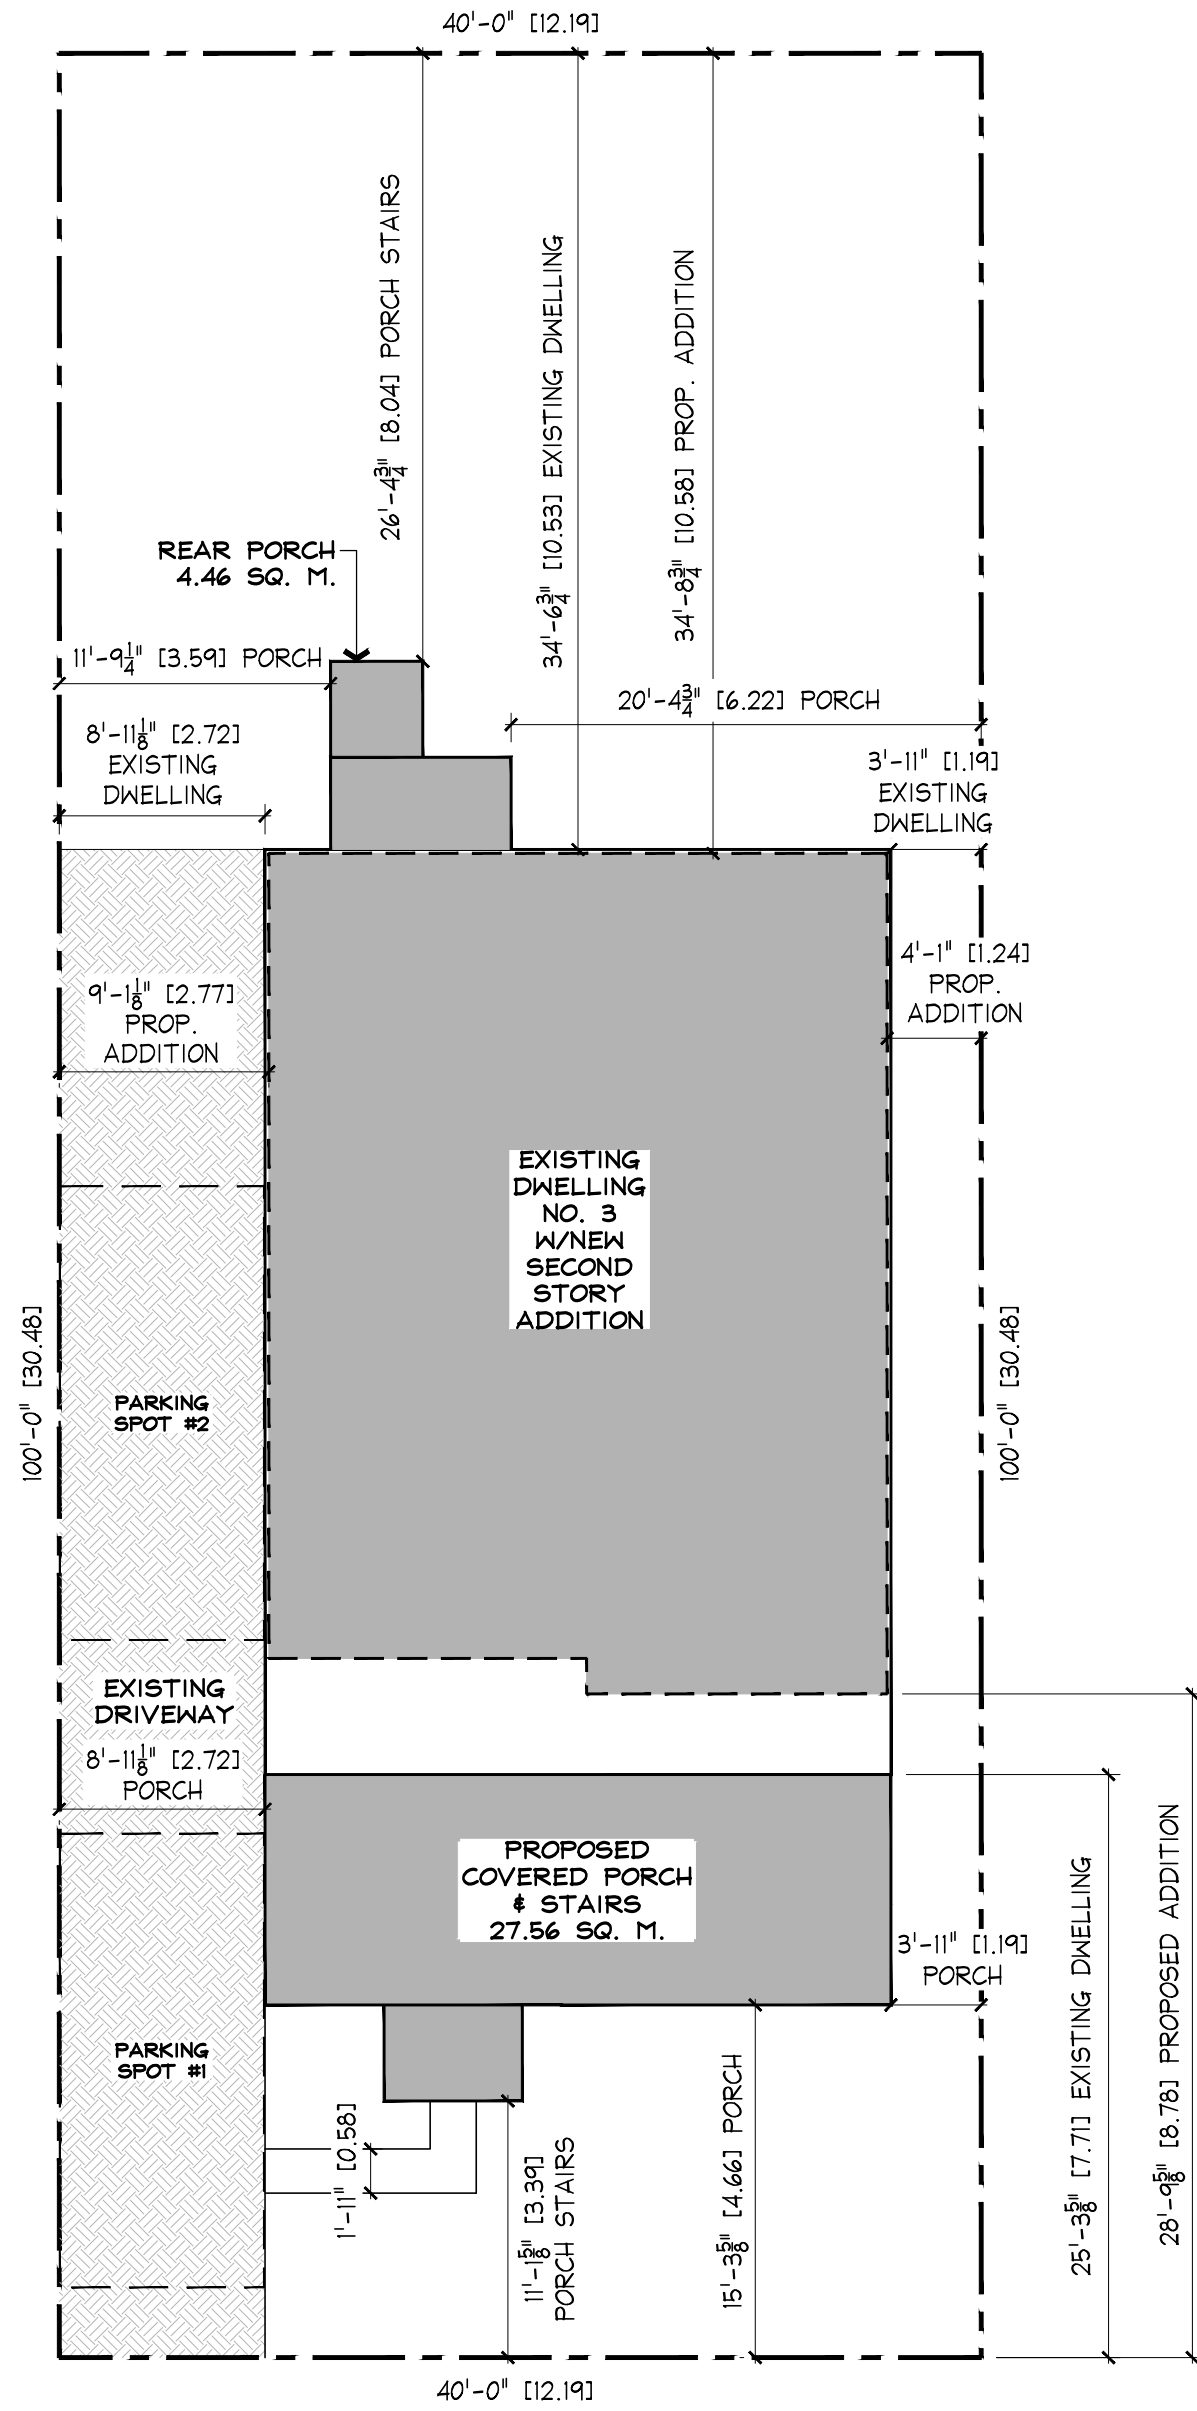 40'-0" [12.19]
26'-4¾" [8.04] PORCH STAIRS
34'-6¾" [10.53] EXISTING DWELLING
34'-8¾" [10.58] PROP. ADDITION
REAR PORCH
4.46 SQ. M.
11'-9¼" [3.59] PORCH
20'-4¾" [6.22] PORCH
8'-11⅛" [2.72]
EXISTING
DWELLING
3'-11" [1.19]
EXISTING
DWELLING
9'-1⅛" [2.77]
PROP.
ADDITION
4'-1" [1.24]
PROP.
ADDITION
EXISTING
DWELLING
NO. 3
W/NEW
SECOND
STORY
ADDITION
100'-0" [30.48]
100'-0" [30.48]
PARKING
SPOT #2
EXISTING
DRIVEWAY
8'-11⅛" [2.72]
PORCH
PROPOSED
COVERED PORCH
& STAIRS
27.56 SQ. M.
3'-11" [1.19]
PORCH
PARKING
SPOT #1
1'-11" [0.58]
11'-1⅝" [3.39]
PORCH STAIRS
15'-3⅝" [4.66] PORCH
25'-3⅝" [7.71] EXISTING DWELLING
28'-9⅝" [8.78] PROPOSED ADDITION
40'-0" [12.19]